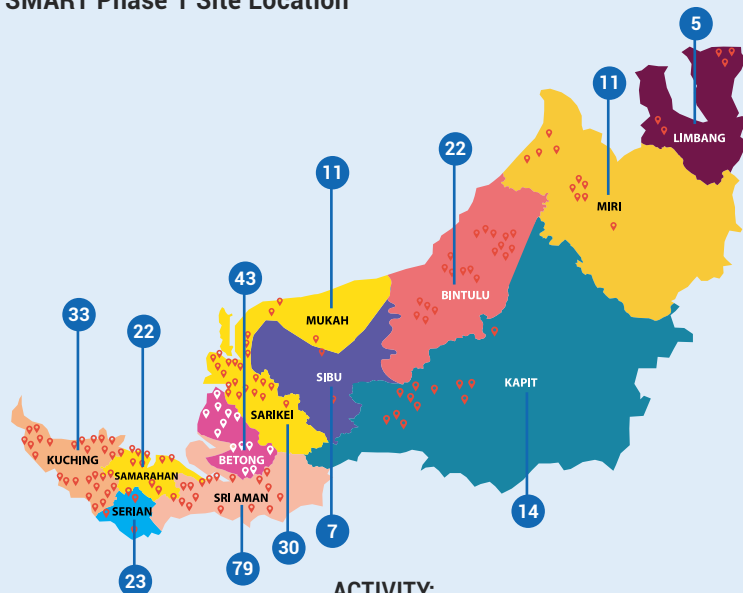 SMART Phase 1 Site Location
5
11
LIMBANG
22
11
MIRI
43
BINTULU
33
MUKAH
22
SIBU
KAPIT
SARIKEI
KUCHING
BETONG
SAMARAHAN
SRI AMAN
SERIAN
14
7
30
79
23
ACTIVITY: